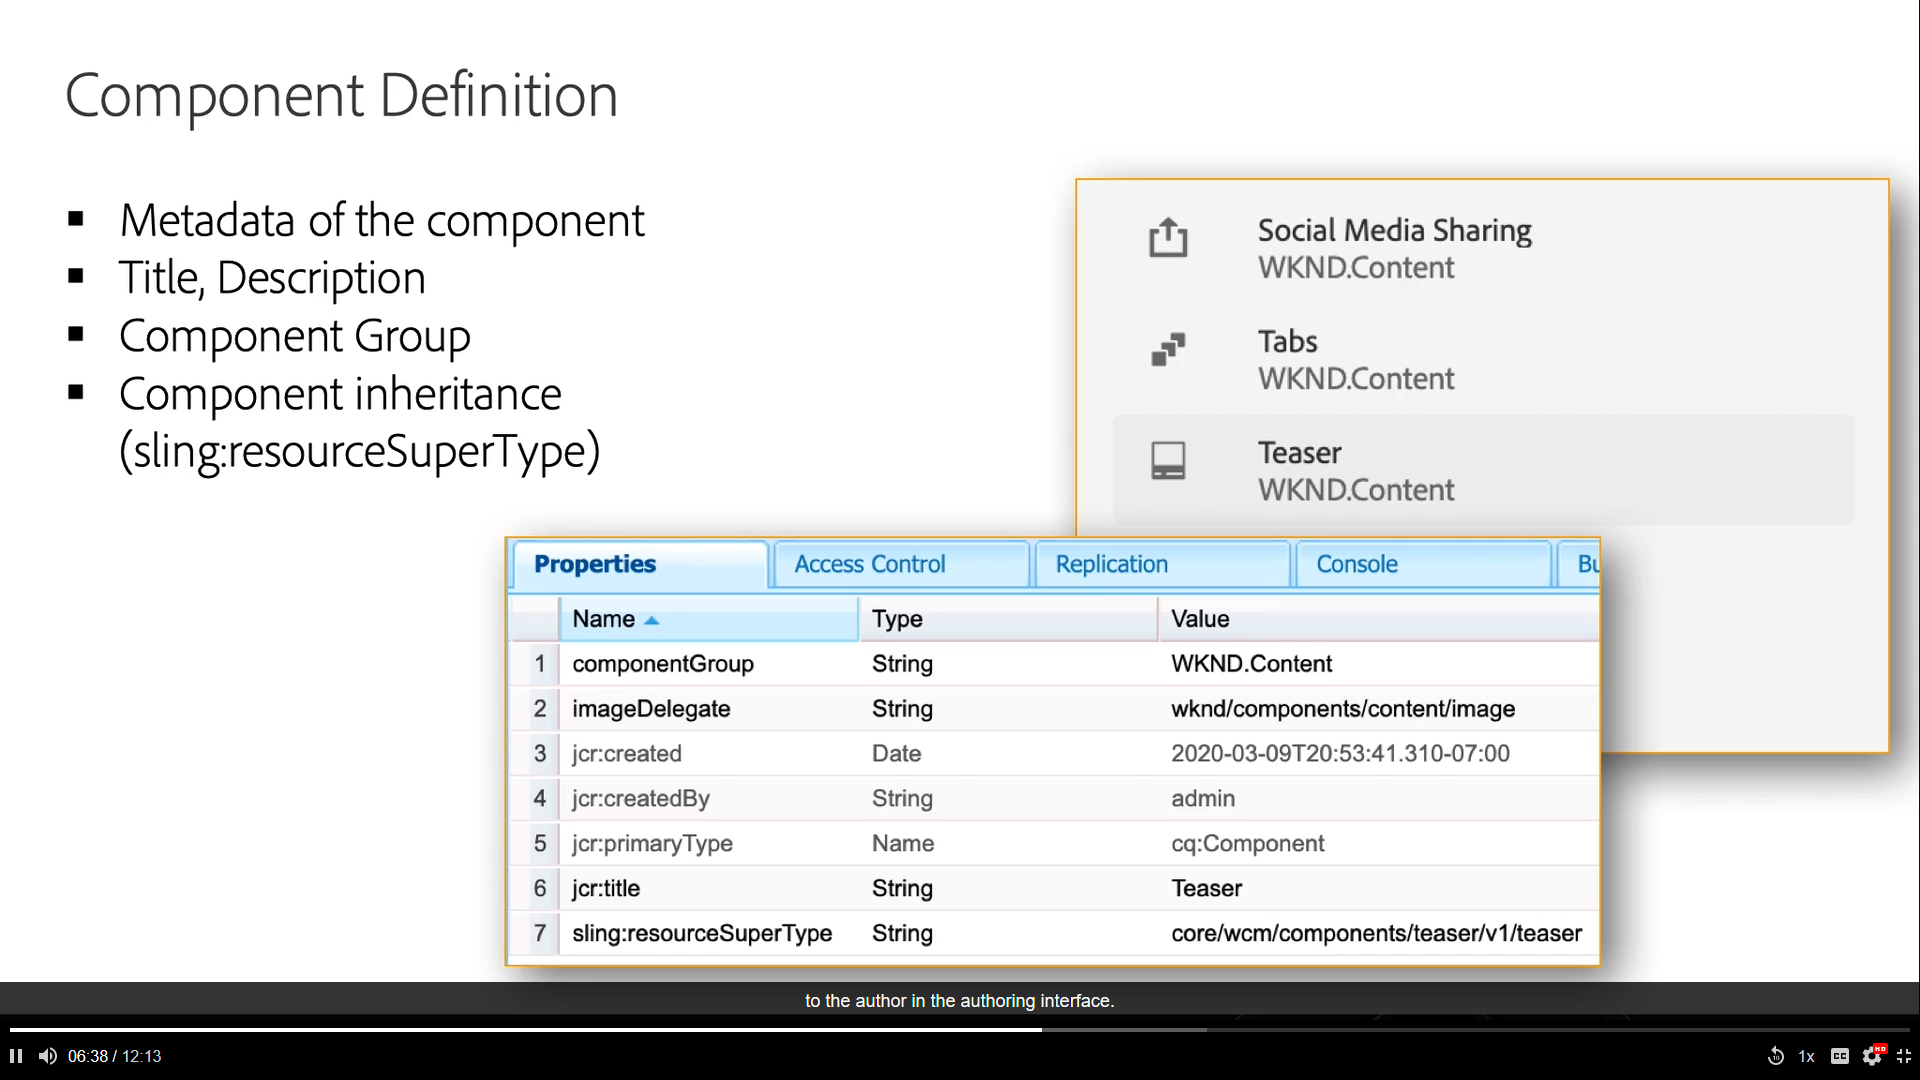 Component Definition
▪ Metadata of the component
▪ Title, Description
▪ Component Group
▪ Component inheritance
(sling:resourceSuperType)
Social Media Sharing
WKND.Content
Tabs
WKND.Content
Teaser
WKND.Content
Properties Access Control Replication Console Bu
Name Type Value
1 componentGroup String WKND.Content
2 imageDelegate String wknd/components/content/image
3 jcr:created Date 2020-03-09T20:53:41.310-07:00
4 jcr:createdBy String admin
5 jcr:primaryType Name cq:Component
6 jcr:title String Teaser
7 sling:resourceSuperType String core/wcm/components/teaser/v1/teaser
to the author in the authoring interface.
06:38 / 12:13 10 1x CC HD